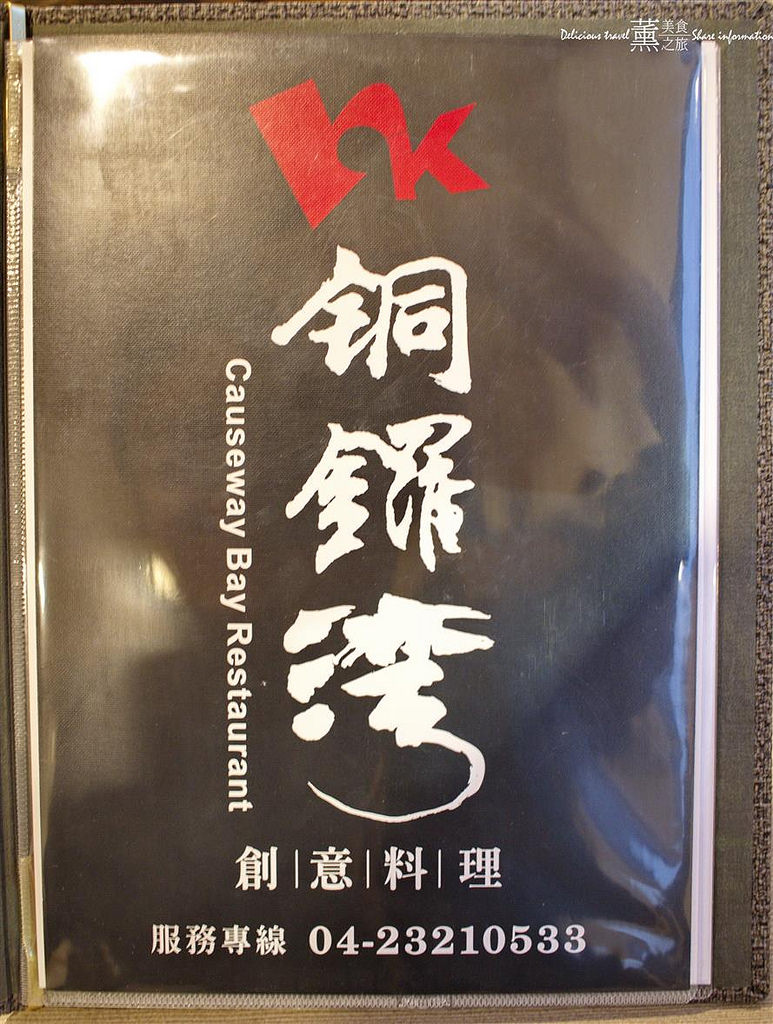 Delicious travel 薰 美食之旅 Share information
銅鑼灣
Causeway Bay Restaurant
創|意|料|理
服務專線 04-23210533